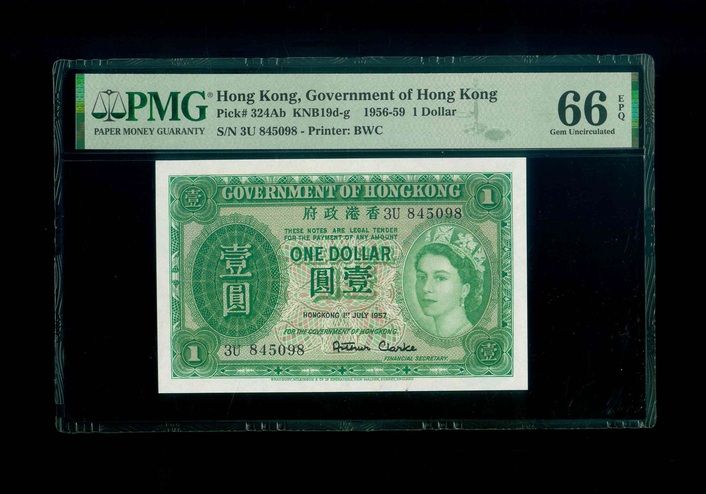 PMG®
PAPER MONEY GUARANTY
Hong Kong, Government of Hong Kong
Pick# 324Ab KNB19d-g 1956-59 1 Dollar
S/N 3U 845098 - Printer: BWC
66 EPQ
Gem Uncirculated
壹 GOVERNMENT OF HONGKONG 1
府政港香 3U 845098
THESE NOTES ARE LEGAL TENDER
FOR THE PAYMENT OF ANY AMOUNT
ONE DOLLAR
壹圓
圓壹
HONGKONG 1ST JULY 1957
FOR THE GOVERNMENT OF HONGKONG.
1 3U 845098 Arthur Clarke 壹
FINANCIAL SECRETARY.